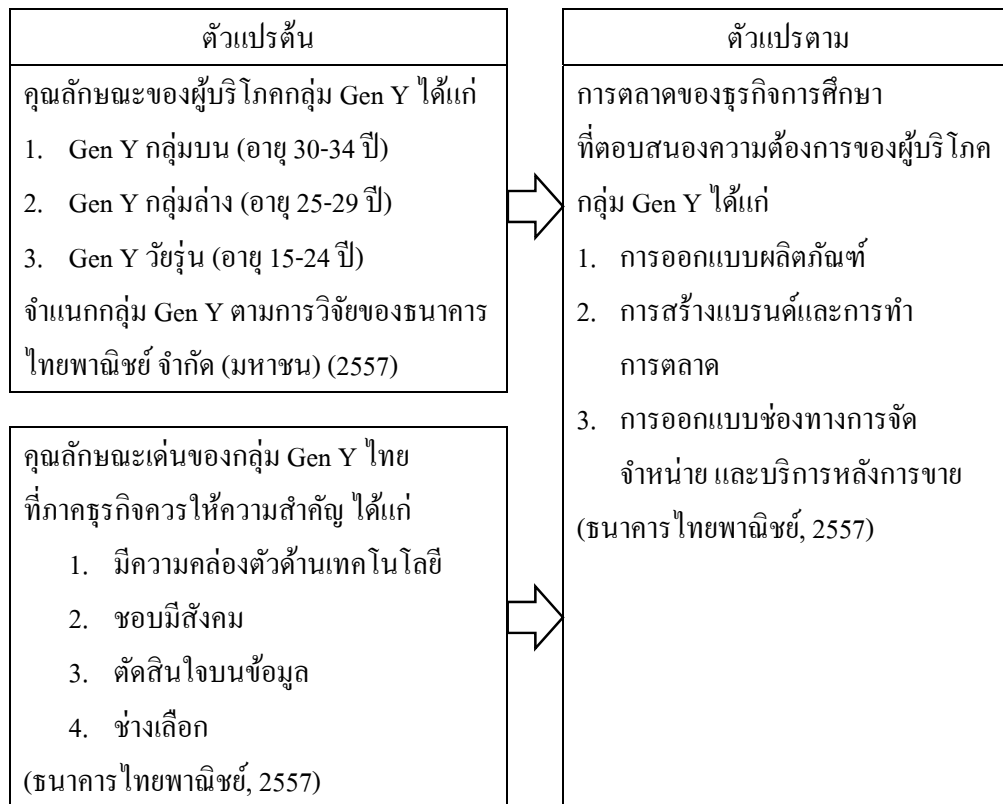 ตัวแปรต้น
คุณลักษณะของผู้บริโภคกลุ่ม Gen Y ได้แก่
1. Gen Y กลุ่มบน (อายุ 30-34 ปี)
2. Gen Y กลุ่มล่าง (อายุ 25-29 ปี)
3. Gen Y วัยรุ่น (อายุ 15-24 ปี)
จำแนกกลุ่ม Gen Y ตามการวิจัยของธนาคาร
ไทยพาณิชย์ จำกัด (มหาชน) (2557)
คุณลักษณะเด่นของกลุ่ม Gen Y ไทย
ที่ภาคธุรกิจควรให้ความสำคัญ ได้แก่
1. มีความคล่องตัวด้านเทคโนโลยี
2. ชอบมีสังคม
3. ตัดสินใจบนข้อมูล
4. ช่างเลือก
(ธนาคารไทยพาณิชย์, 2557)
ตัวแปรตาม
การตลาดของธุรกิจการศึกษา
ที่ตอบสนองความต้องการของผู้บริโภค
กลุ่ม Gen Y ได้แก่
1. การออกแบบผลิตภัณฑ์
2. การสร้างแบรนด์และการทำ
การตลาด
3. การออกแบบช่องทางการจัด
จำหน่าย และบริการหลังการขาย
(ธนาคารไทยพาณิชย์, 2557)